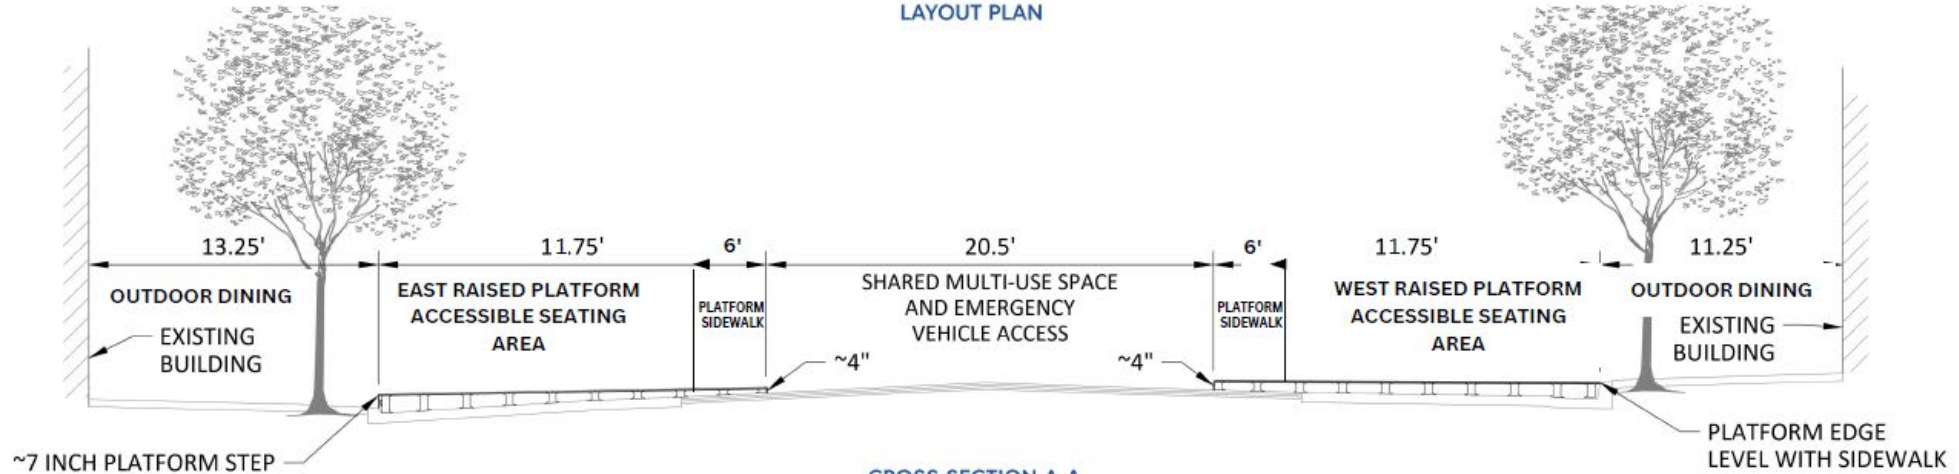 LAYOUT PLAN
13.25'
11.75'
6'
20.5'
6'
11.75'
11.25'
OUTDOOR DINING
EAST RAISED PLATFORM
ACCESSIBLE SEATING
AREA
PLATFORM
SIDEWALK
SHARED MULTI-USE SPACE
AND EMERGENCY
VEHICLE ACCESS
PLATFORM
SIDEWALK
WEST RAISED PLATFORM
ACCESSIBLE SEATING
AREA
OUTDOOR DINING
EXISTING
BUILDING
EXISTING
BUILDING
~4"
~4"
~7 INCH PLATFORM STEP
PLATFORM EDGE
LEVEL WITH SIDEWALK
CROSS-SECTION A-A